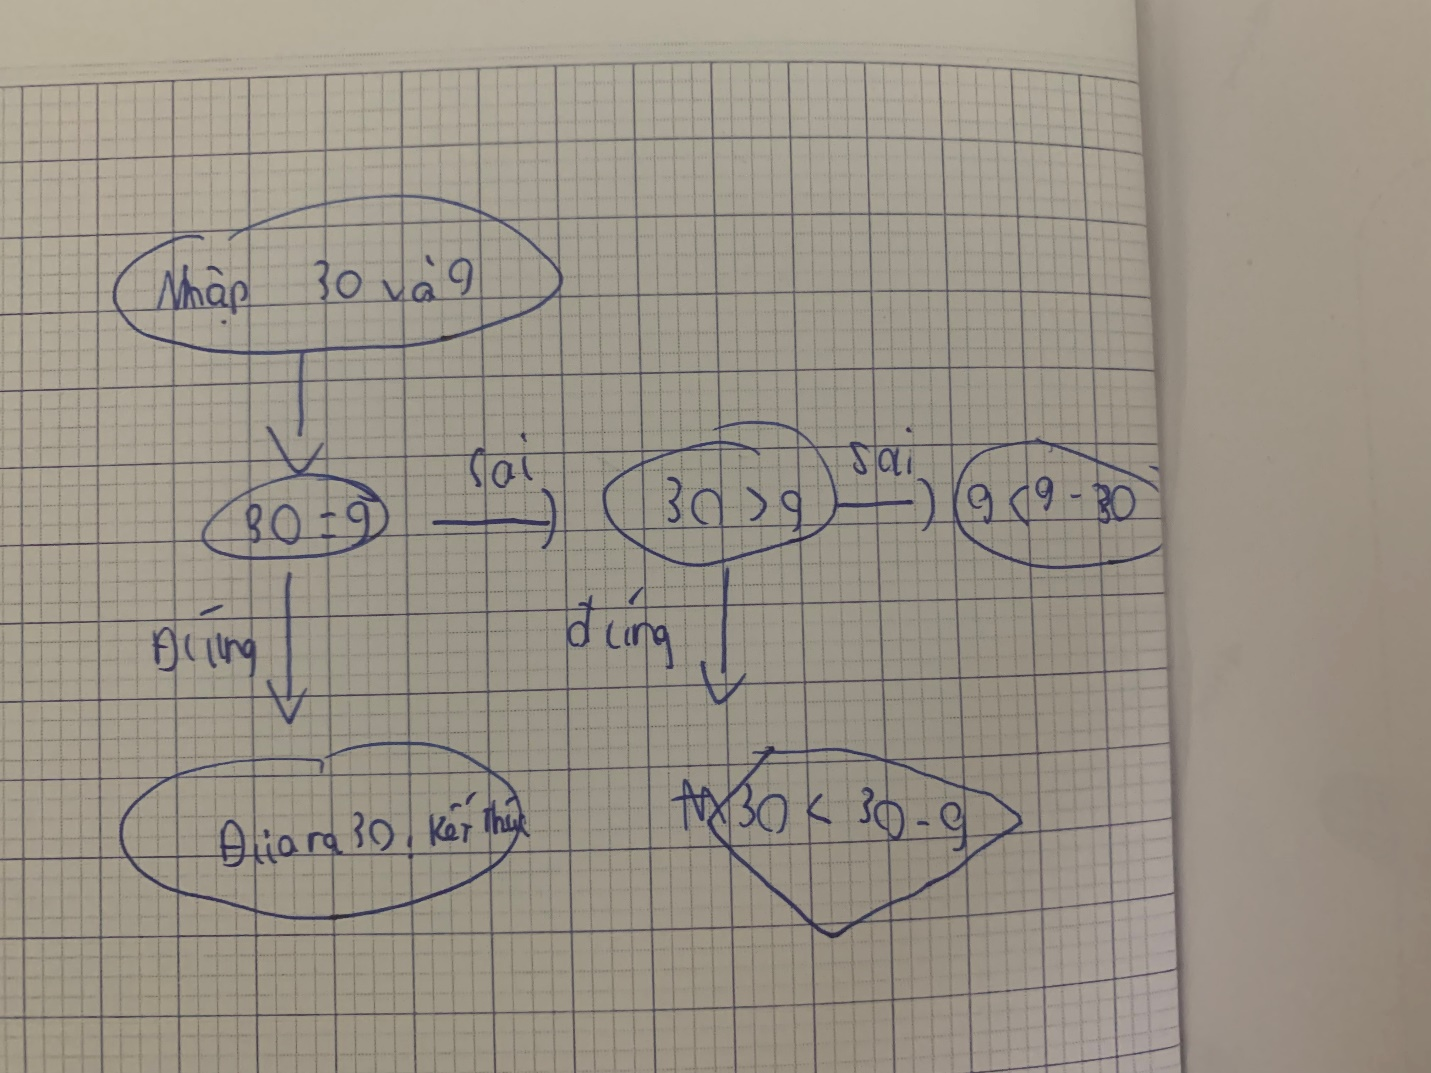 Nhập 30 và 9
30 = 9
sai
30 > 9
sai
9 < 9 - 30
Đúng
đúng
Đưa ra 30. Kết thúc
30 < 30 - 9